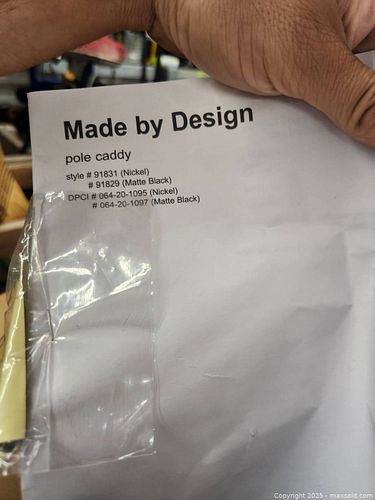 Made by Design
pole caddy
style # 91831 (Nickel)
# 91829 (Matte Black)
DPCI # 064-20-1095 (Nickel)
# 064-20-1097 (Matte Black)
Copyright 2025 - maxsold.com